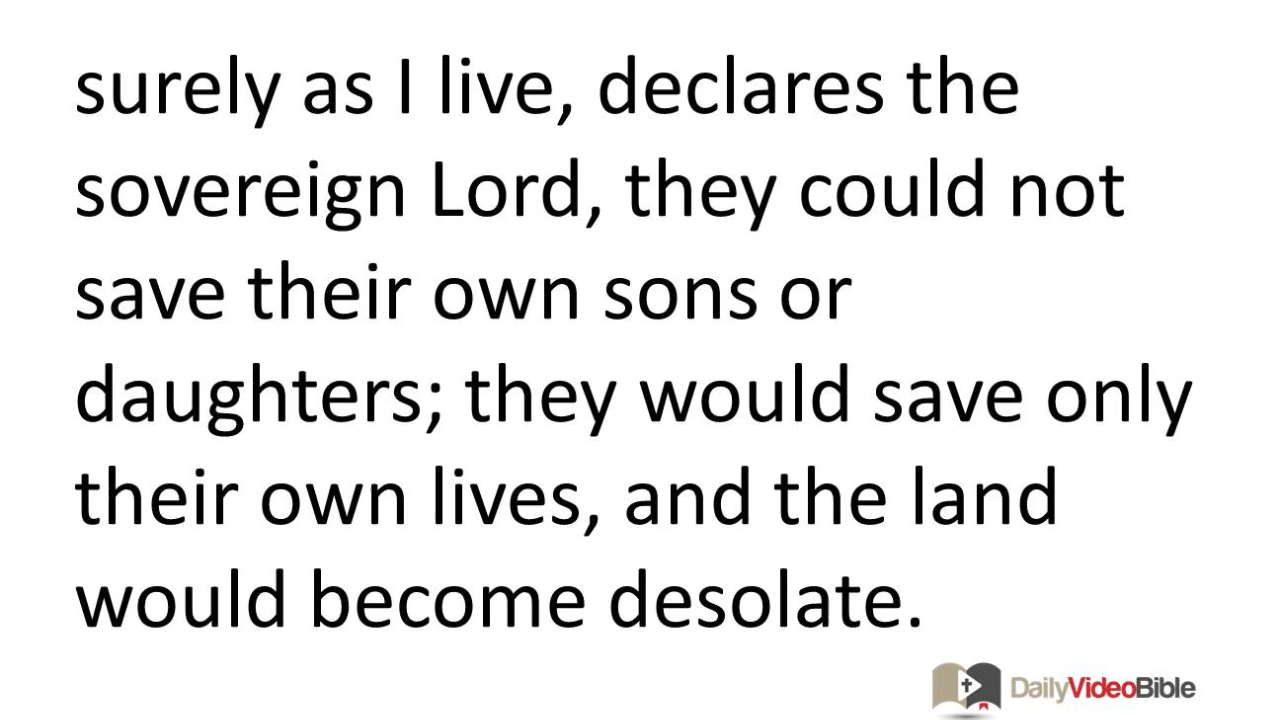 surely as I live, declares the
sovereign Lord, they could not
save their own sons or
daughters; they would save only
their own lives, and the land
would become desolate.
DailyVideoBible